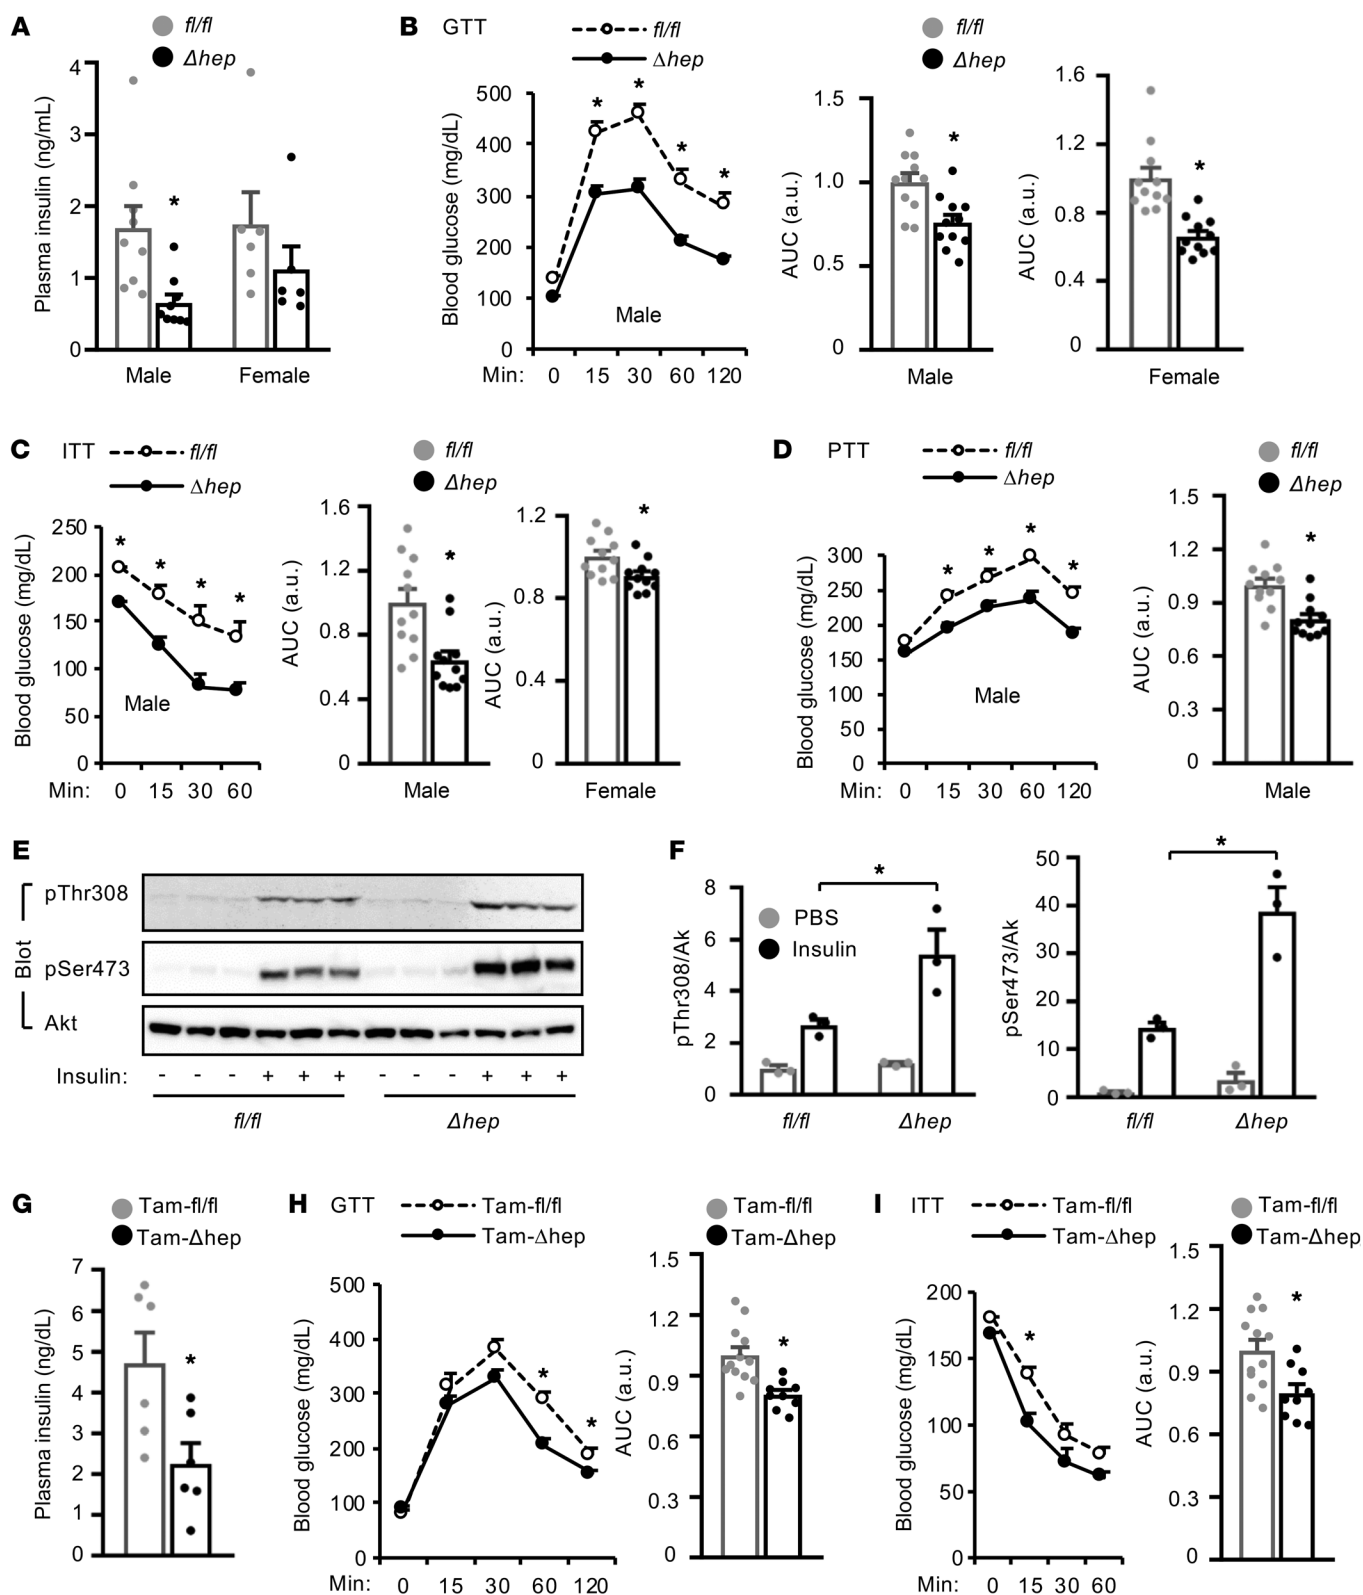 A
fl/fl
Δhep
Plasma insulin (ng/mL)
4
3
2
1
0
*
Male
Female
B
GTT
fl/fl
Δhep
Blood glucose (mg/dL)
500
400
300
200
100
0
* * * *
Male
Min: 0 15 30 60 120
fl/fl
Δhep
AUC (a.u.)
1.5
1.0
0.5
0
*
Male
AUC (a.u.)
1.6
1.2
0.8
0.4
0
*
Female
C
ITT
fl/fl
Δhep
Blood glucose (mg/dL)
250
200
150
100
50
0
* * * *
Male
Min: 0 15 30 60
fl/fl
Δhep
AUC (a.u.)
1.6
1.2
0.8
0.4
0
*
Male
AUC (a.u.)
1.2
0.8
0.4
0
*
Female
D
PTT
fl/fl
Δhep
Blood glucose (mg/dL)
300
250
200
150
100
50
0
* * * *
Male
Min: 0 15 30 60 120
fl/fl
Δhep
AUC (a.u.)
1.5
1.2
0.9
0.6
0.3
0
*
Male
E
Blot
pThr308
pSer473
Akt
Insulin: - - - + + + - - - + + +
fl/fl
Δhep
F
pThr308/Ak
8
6
4
2
0
PBS
Insulin
*
fl/fl
Δhep
pSer473/Ak
50
40
30
20
10
0
*
fl/fl
Δhep
G
Tam-fl/fl
Tam-Δhep
Plasma insulin (ng/dL)
7
6
5
4
3
2
1
0
*
H
GTT
Tam-fl/fl
Tam-Δhep
Blood glucose (mg/dL)
500
400
300
200
100
0
* *
Min: 0 15 30 60 120
Tam-fl/fl
Tam-Δhep
AUC (a.u.)
1.5
1.2
0.9
0.6
0.3
0
*
I
ITT
Tam-fl/fl
Tam-Δhep
Blood glucose (mg/dL)
200
150
100
50
0
*
Min: 0 15 30 60
Tam-fl/fl
Tam-Δhep
AUC (a.u.)
1.5
1.2
0.9
0.6
0.3
0
*